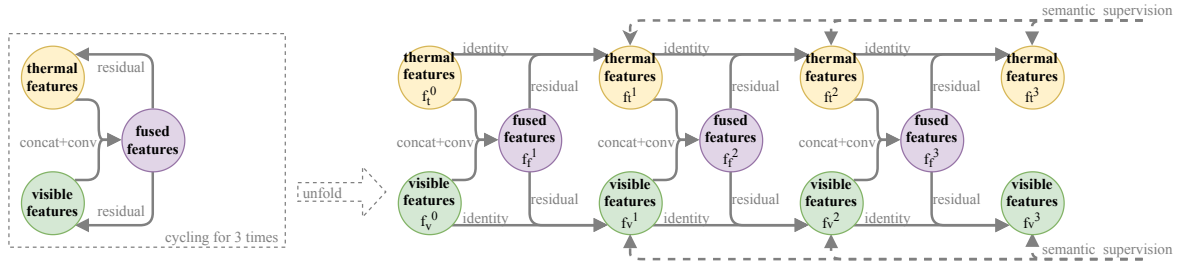 thermal
features
residual
concat+conv
fused
features
visible
features
residual
cycling for 3 times
unfold
semantic supervision
thermal
features
f_t^0
identity
residual
concat+conv
fused
features
f_f^1
visible
features
f_v^0
identity
residual
thermal
features
ft^1
identity
residual
concat+conv
fused
features
f_f^2
visible
features
fv^1
identity
residual
thermal
features
ft^2
identity
residual
concat+conv
fused
features
f_f^3
visible
features
fv^2
identity
residual
thermal
features
ft^3
visible
features
fv^3
semantic supervision